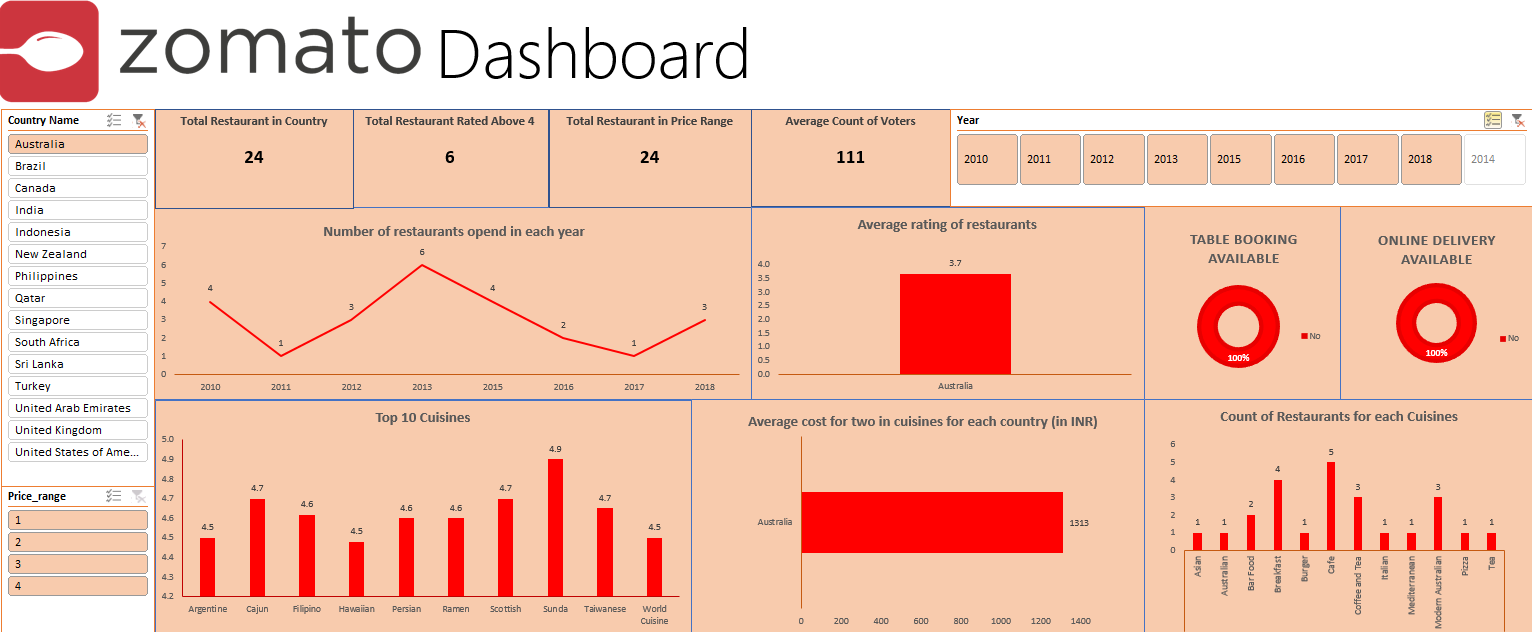 zomato Dashboard
Country Name
Australia
Brazil
Canada
India
Indonesia
New Zealand
Philippines
Qatar
Singapore
South Africa
Sri Lanka
Turkey
United Arab Emirates
United Kingdom
United States of Ame...
Price_range
1
2
3
4
Total Restaurant in Country
24
Total Restaurant Rated Above 4
6
Total Restaurant in Price Range
24
Average Count of Voters
111
Year
2010 2011 2012 2013 2015 2016 2017 2018 2014
Number of restaurants opend in each year
7
6
5
4
3
2
1
0
4 1 3 6 4 2 1 3
2010 2011 2012 2013 2015 2016 2017 2018
Average rating of restaurants
4.0
3.5
3.0
2.5
2.0
1.5
1.0
0.5
0.0
3.7
Australia
TABLE BOOKING
AVAILABLE
100%
No
ONLINE DELIVERY
AVAILABLE
100%
No
Top 10 Cuisines
5.0
4.9
4.8
4.7
4.6
4.5
4.4
4.3
4.2
4.5 4.7 4.6 4.5 4.6 4.6 4.7 4.9 4.7 4.5
Argentine Cajun Filipino Hawaiian Persian Ramen Scottish Sunda Taiwanese World
Cuisine
Average cost for two in cuisines for each country (in INR)
Australia
1313
0 200 400 600 800 1000 1200 1400
Count of Restaurants for each Cuisines
6
5
4
3
2
1
0
1 1 2 4 1 5 3 1 1 3 1 1
Asian
Australian
Bar Food
Breakfast
Burger
Cafe
Coffee and Tea
Italian
Mediterranean
Modern Australian
Pizza
Tea